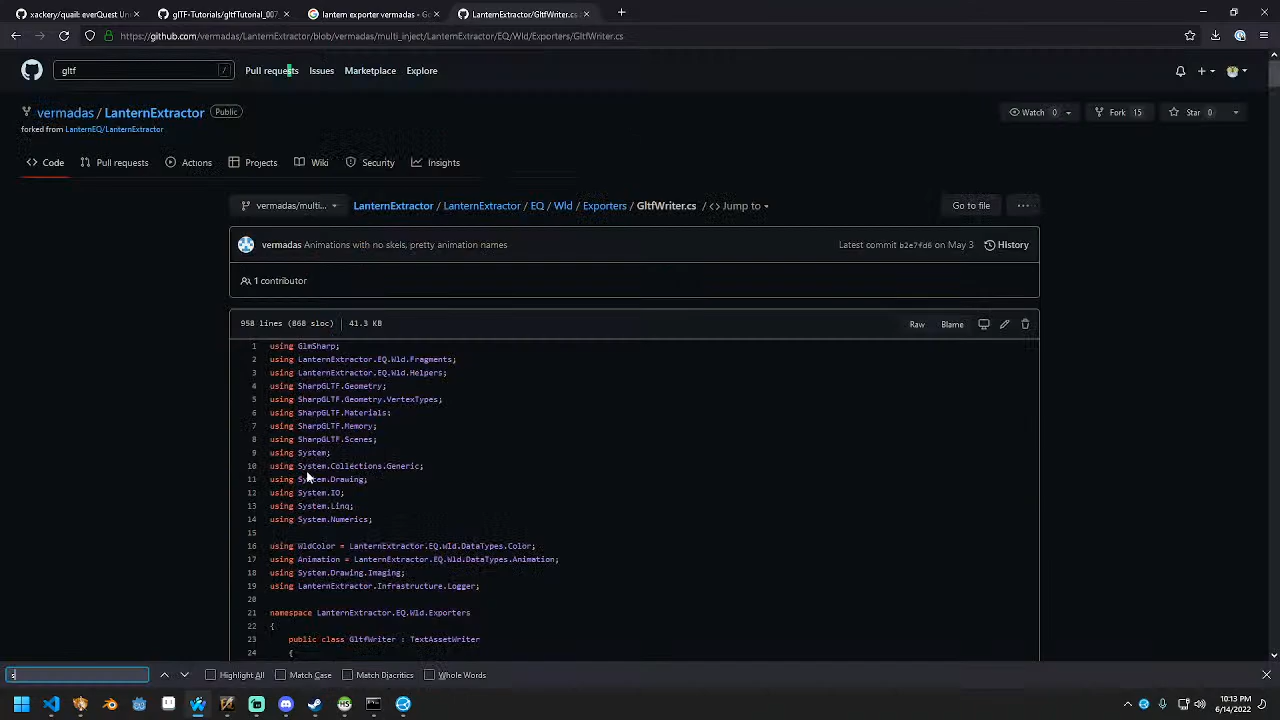 xackery/quail: everQuest Un
glTF-Tutorials/gltfTutorial_007_
lantern exporter vermadas - Go
LanternExtractor/GltfWriter.cs
https://github.com/vermadas/LanternExtractor/blob/vermadas/multi_inject/LanternExtractor/EQ/Wld/Exporters/GltfWriter.cs
gltf
/
Pull requests
Issues
Marketplace
Explore
vermadas / LanternExtractor
Public
forked from LanternEQ/LanternExtractor
Watch 0
Fork 15
Star 0
Code
Pull requests
Actions
Projects
Wiki
Security
Insights
vermadas/multi...
LanternExtractor / LanternExtractor / EQ / Wld / Exporters / GltfWriter.cs / <> Jump to
Go to file
...
vermadas Animations with no skels, pretty animation names
Latest commit b2e7fd6 on May 3
History
1 contributor
958 lines (868 sloc) | 41.3 KB
Raw
Blame
1 using GlmSharp;
2 using LanternExtractor.EQ.Wld.Fragments;
3 using LanternExtractor.EQ.Wld.Helpers;
4 using SharpGLTF.Geometry;
5 using SharpGLTF.Geometry.VertexTypes;
6 using SharpGLTF.Materials;
7 using SharpGLTF.Memory;
8 using SharpGLTF.Scenes;
9 using System;
10 using System.Collections.Generic;
11 using System.Drawing;
12 using System.IO;
13 using System.Linq;
14 using System.Numerics;
15
16 using WldColor = LanternExtractor.EQ.Wld.DataTypes.Color;
17 using Animation = LanternExtractor.EQ.Wld.DataTypes.Animation;
18 using System.Drawing.Imaging;
19 using LanternExtractor.Infrastructure.Logger;
20
21 namespace LanternExtractor.EQ.Wld.Exporters
22 {
23 public class GltfWriter : TextAssetWriter
24 {
s
Highlight All
Match Case
Match Diacritics
Whole Words
10:13 PM
6/14/2022